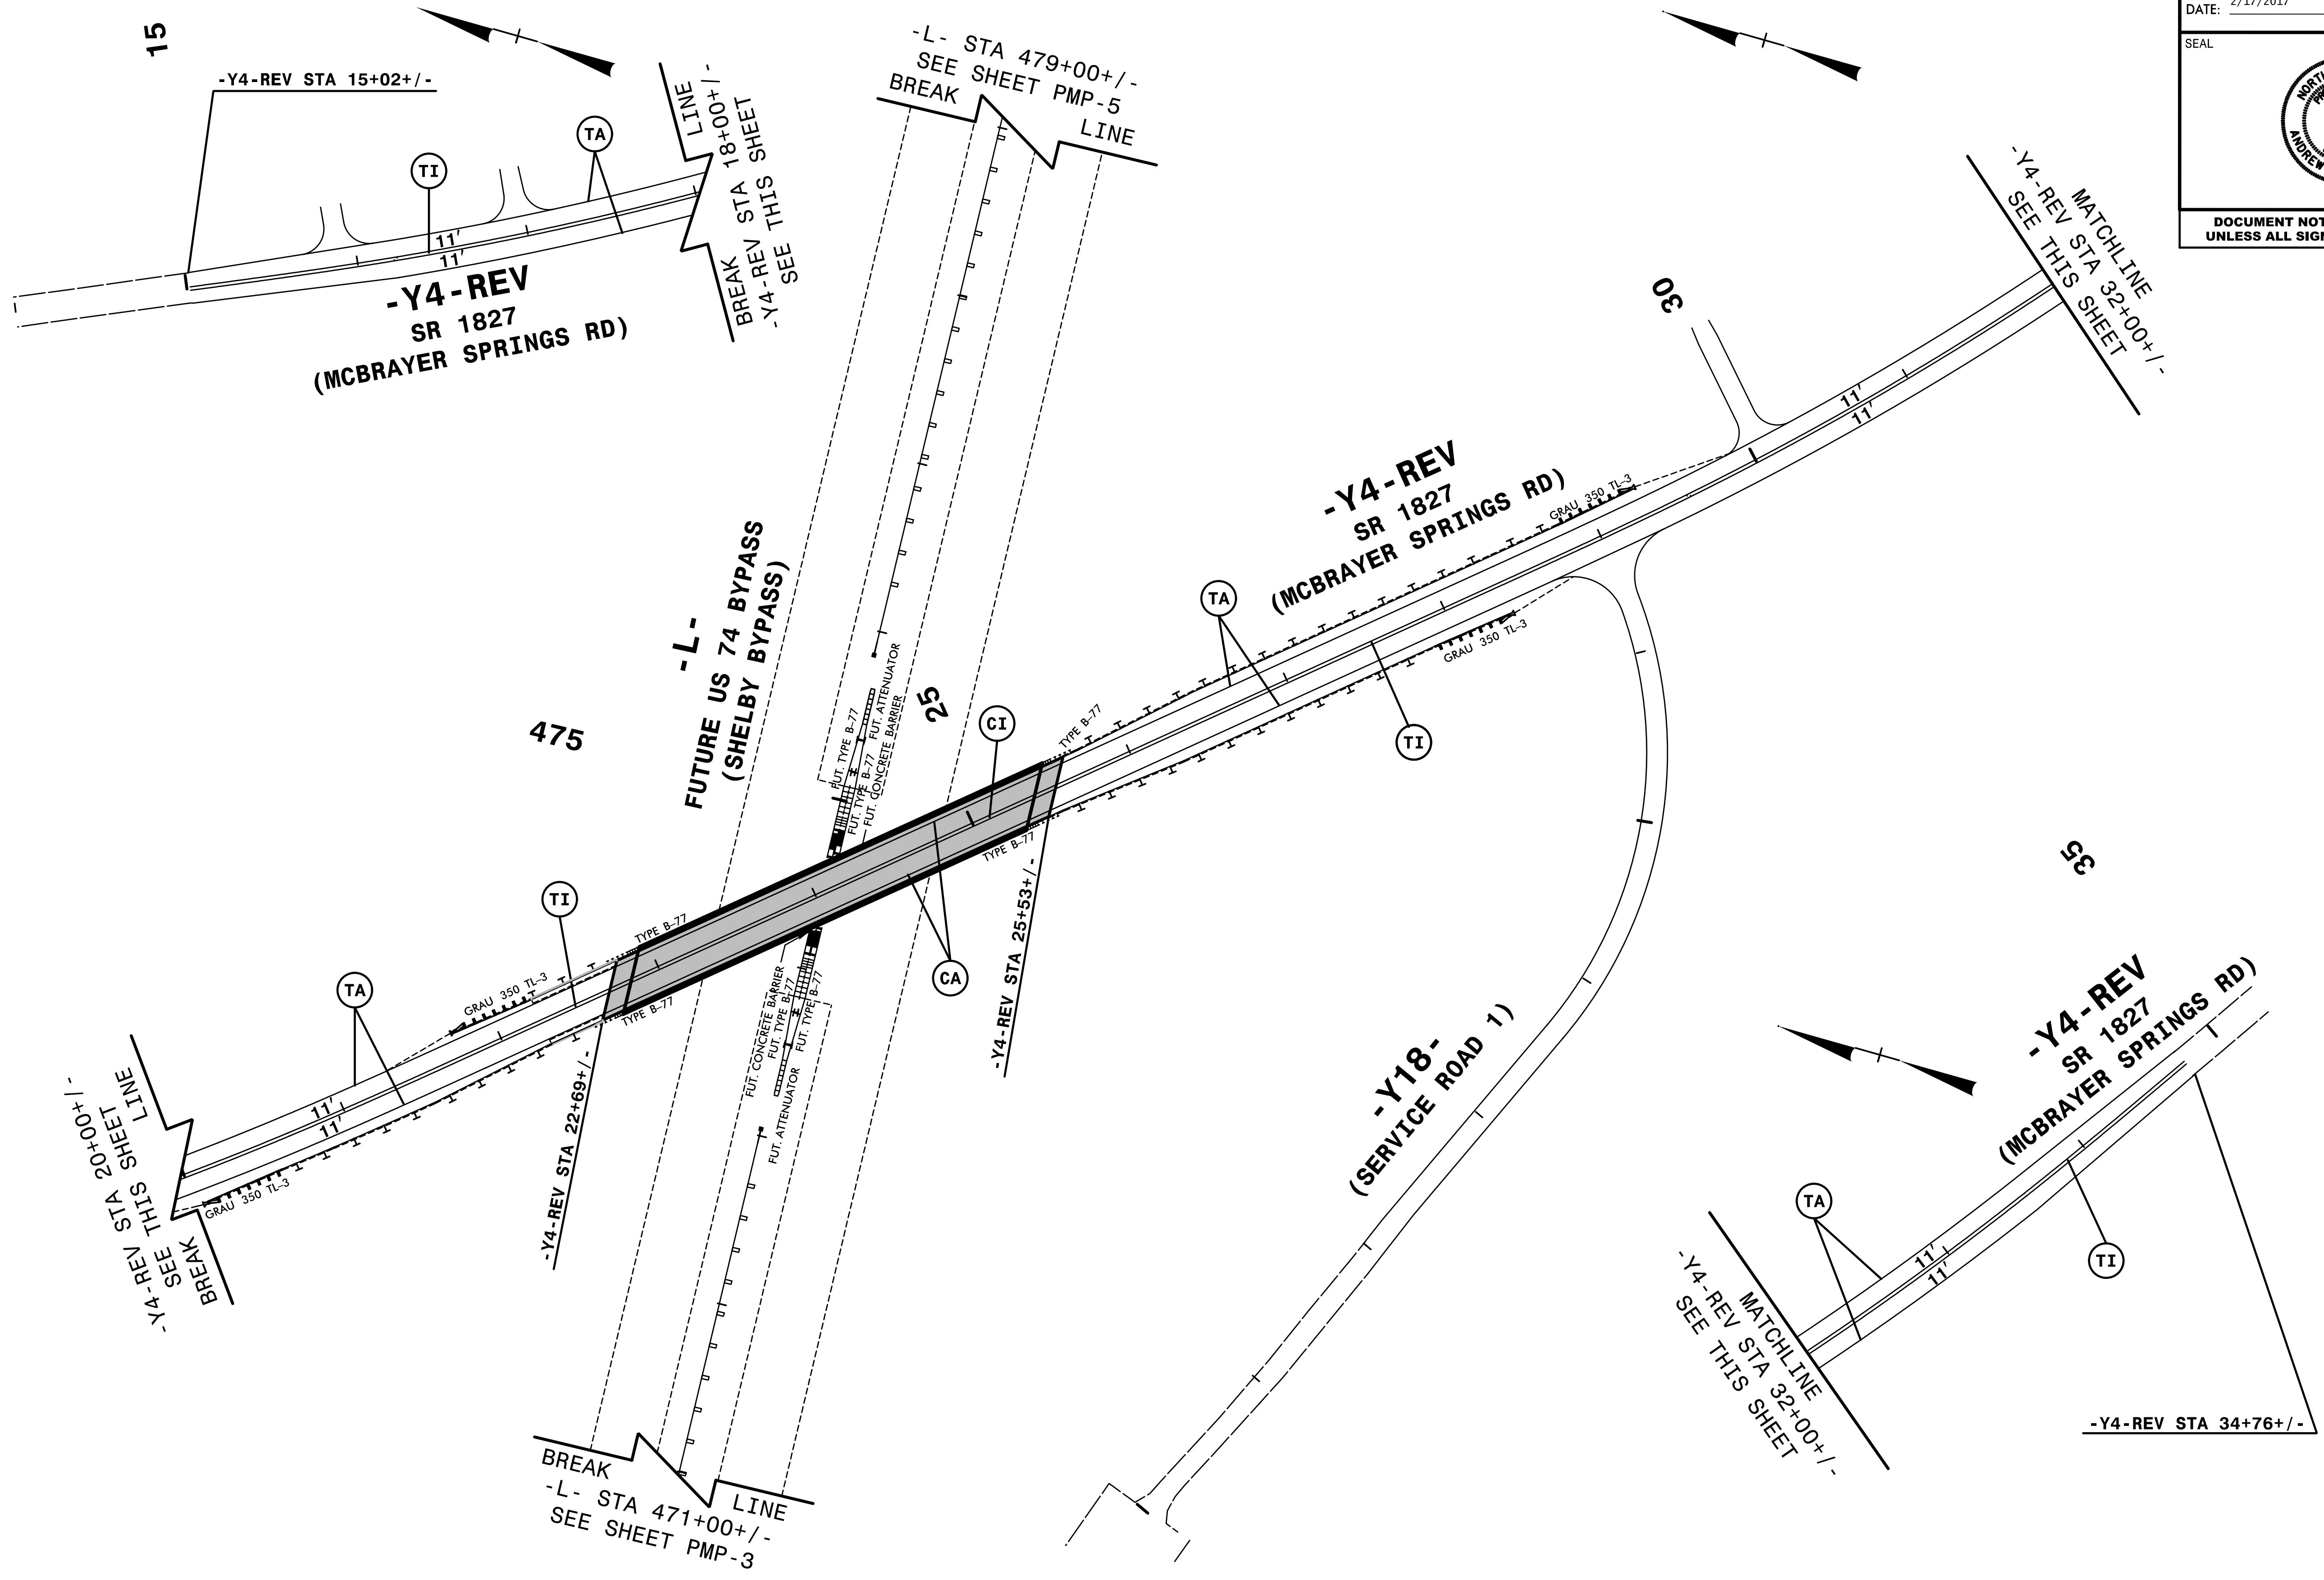 15
-Y4-REV STA 15+02+/-
TI
TA
11'
11'
-Y4-REV
SR 1827
(MCBRAYER SPRINGS RD)
BREAK LINE
-Y4-REV STA 18+00+/-
SEE THIS SHEET
-L- STA 479+00+/-
SEE SHEET PMP-5
BREAK LINE
DATE: 2/17/2017
SEAL
DOCUMENT NOT
UNLESS ALL SIG
MATCHLINE
-Y4-REV STA 32+00+/-
SEE THIS SHEET
30
11'
11'
-Y4-REV
SR 1827
(MCBRAYER SPRINGS RD)
GRAU 350 TL-3
GRAU 350 TL-3
TA
TI
-L-
FUTURE US 74 BYPASS
(SHELBY BYPASS)
475
25
CI
FUT. TYPE B-77
FUT. ATTENUATOR
FUT. TYPE B-77
FUT. CONCRETE BARRIER
TYPE B-77
TYPE B-77
CA
-Y4-REV STA 25+53+/-
TI
TYPE B-77
TYPE B-77
GRAU 350 TL-3
TA
11'
11'
GRAU 350 TL-3
-Y4-REV STA 20+00+/-
SEE THIS SHEET
BREAK LINE
-Y4-REV STA 22+69+/-
FUT. CONCRETE BARRIER
FUT. TYPE B-77
FUT. TYPE B-77
FUT. ATTENUATOR
BREAK LINE
-L- STA 471+00+/-
SEE SHEET PMP-3
-Y18-
(SERVICE ROAD 1)
35
-Y4-REV
SR 1827
(MCBRAYER SPRINGS RD)
TA
TI
11'
11'
MATCHLINE
-Y4-REV STA 32+00+/-
SEE THIS SHEET
-Y4-REV STA 34+76+/-